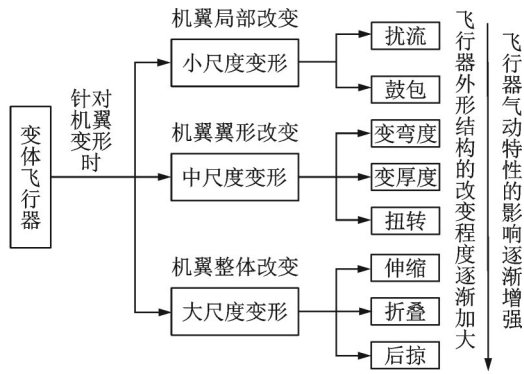 变体飞行器
针对
机翼
变形
时
机翼局部改变
小尺度变形
扰流
鼓包
机翼翼形改变
中尺度变形
变弯度
变厚度
扭转
机翼整体改变
大尺度变形
伸缩
折叠
后掠
飞行器外形结构的改变程度逐渐加大
飞行器气动特性的影响逐渐增强